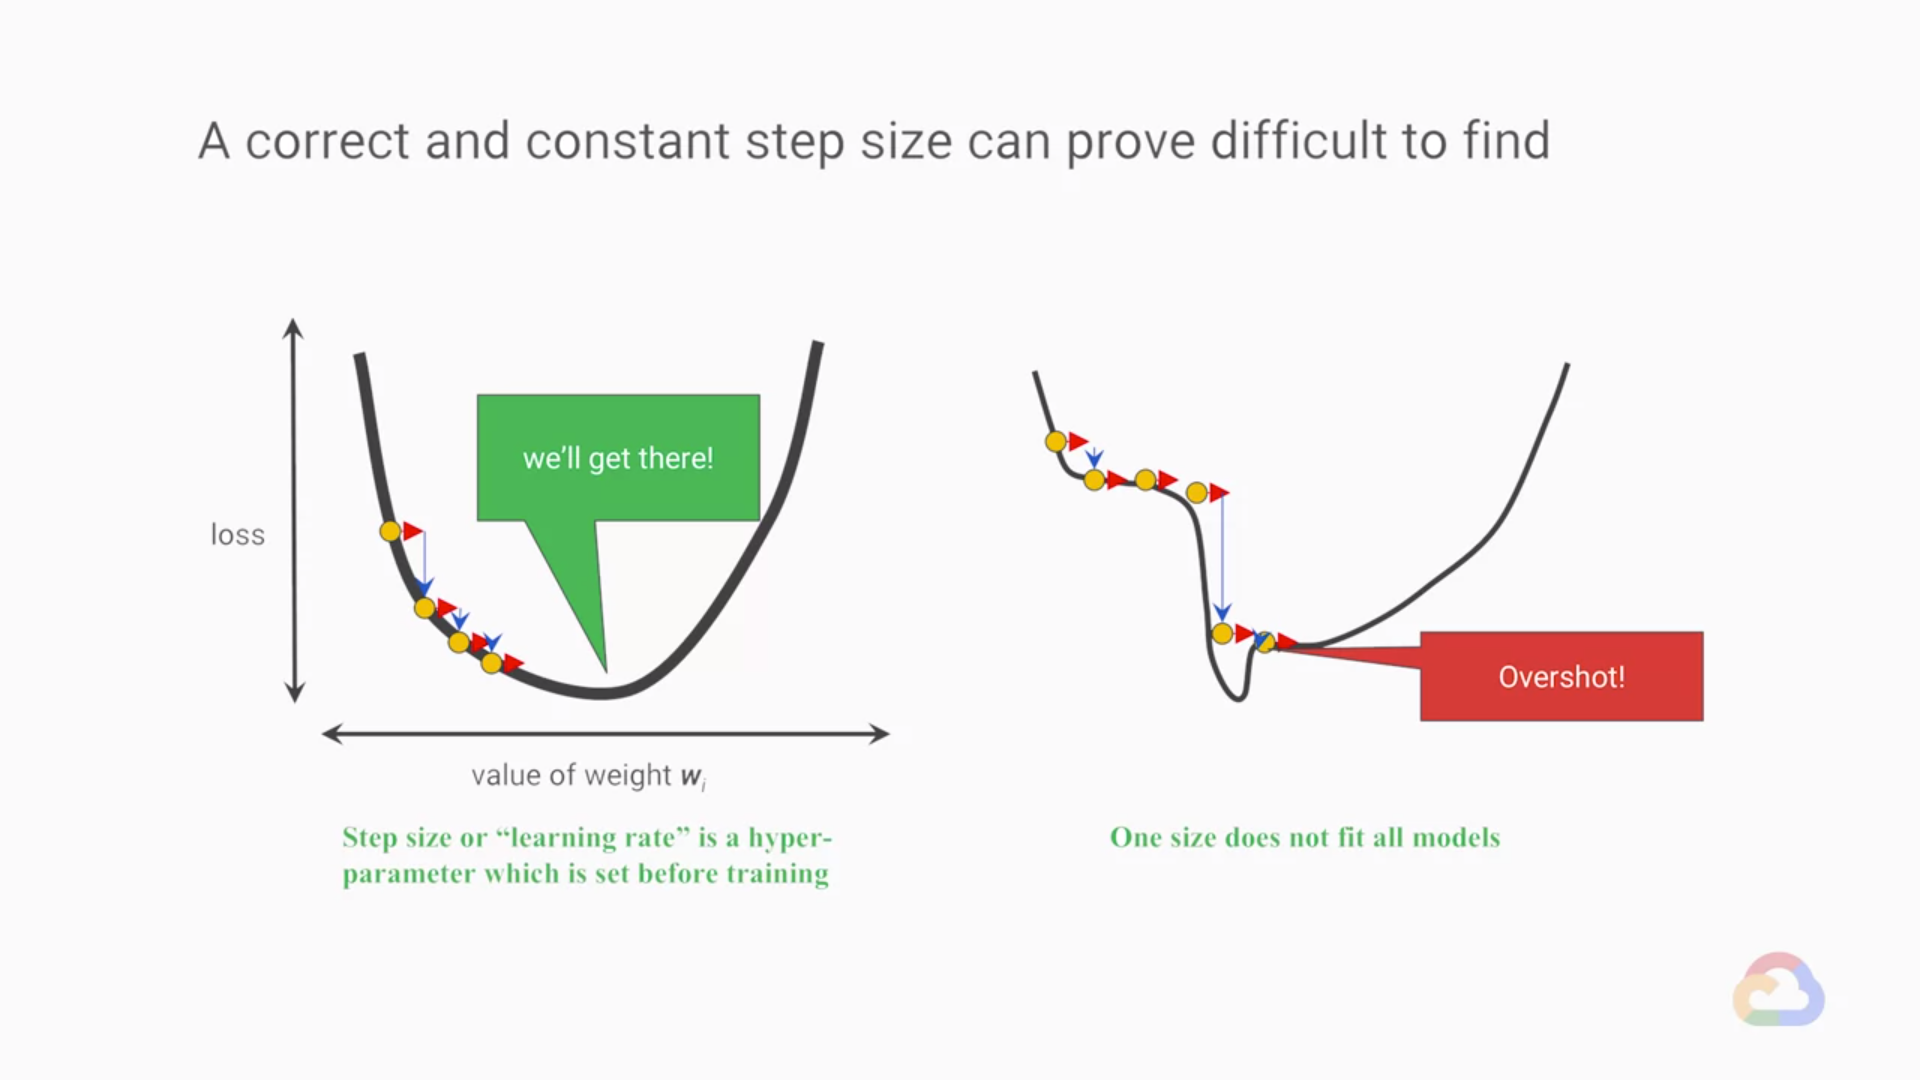 A correct and constant step size can prove difficult to find
we’ll get there!
loss
value of weight wi
Step size or “learning rate” is a hyper-
parameter which is set before training
Overshot!
One size does not fit all models